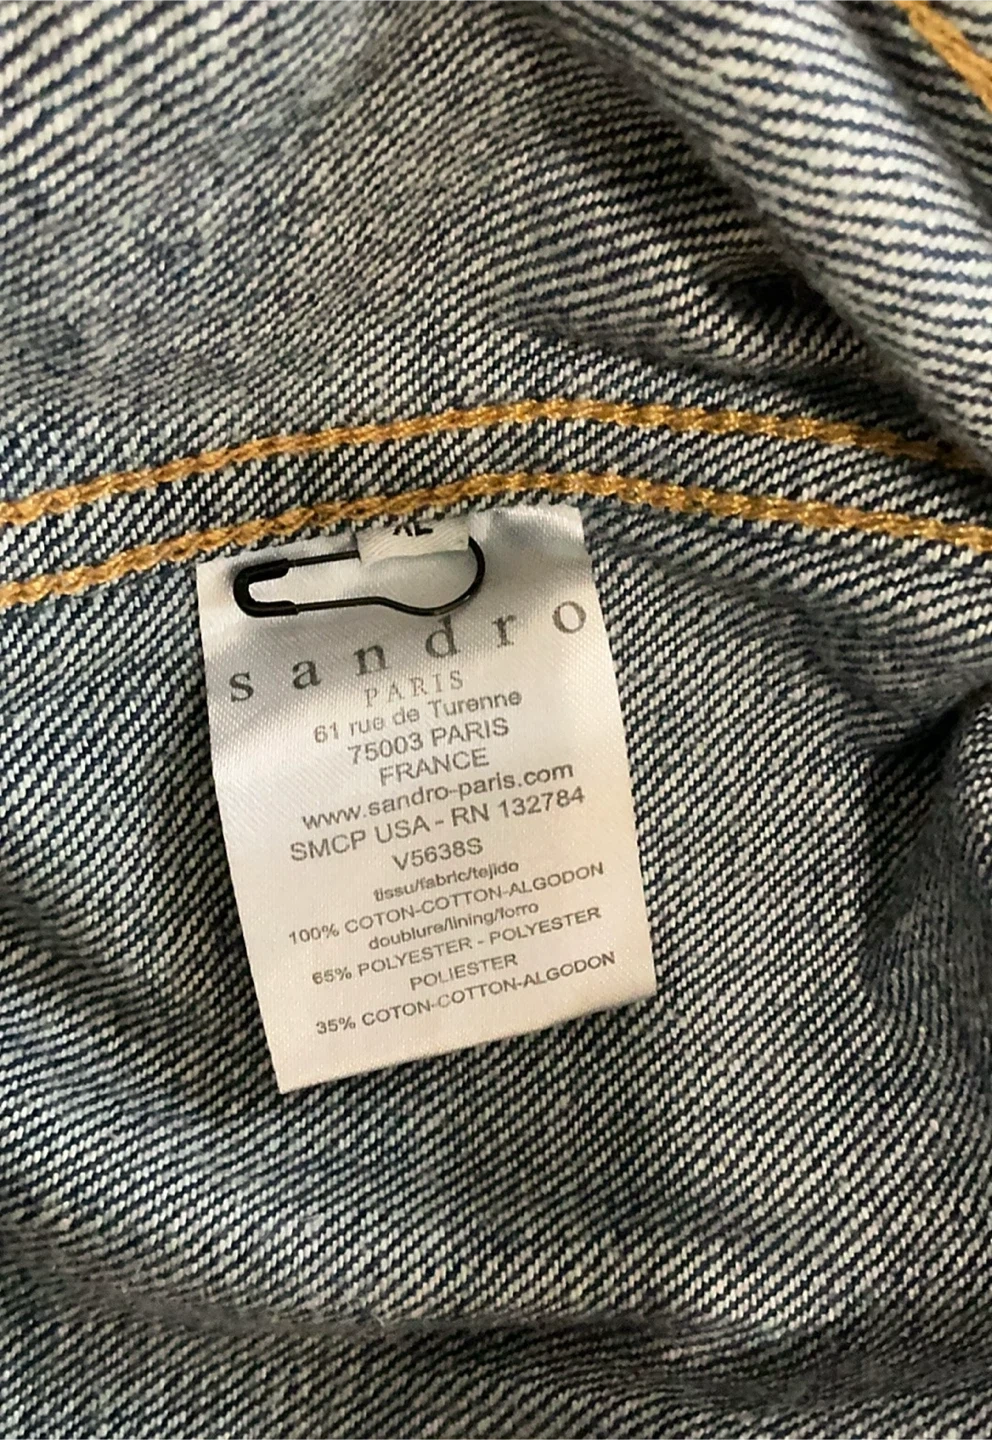 XL
sandro
PARIS
61 rue de Turenne
75003 PARIS
FRANCE
www.sandro-paris.com
SMCP USA - RN 132784
V5638S
tissu/fabric/tejido
100% COTON-COTTON-ALGODON
doublure/lining/forro
65% POLYESTER - POLYESTER
POLIESTER
35% COTON-COTTON-ALGODON